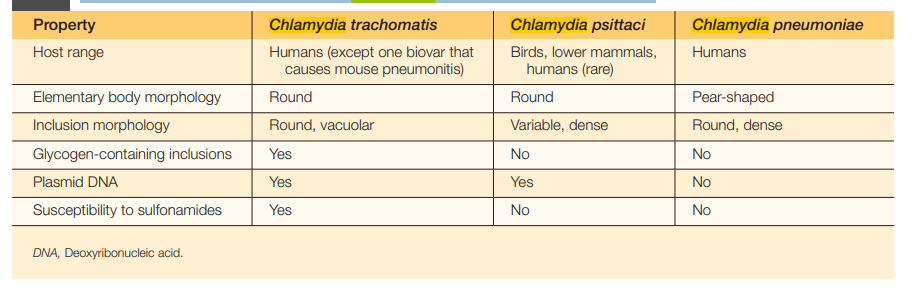 Property Chlamydia trachomatis Chlamydia psittaci Chlamydia pneumoniae
Host range Humans (except one biovar that causes mouse pneumonitis) Birds, lower mammals, humans (rare) Humans
Elementary body morphology Round Round Pear-shaped
Inclusion morphology Round, vacuolar Variable, dense Round, dense
Glycogen-containing inclusions Yes No No
Plasmid DNA Yes Yes No
Susceptibility to sulfonamides Yes No No
DNA, Deoxyribonucleic acid.